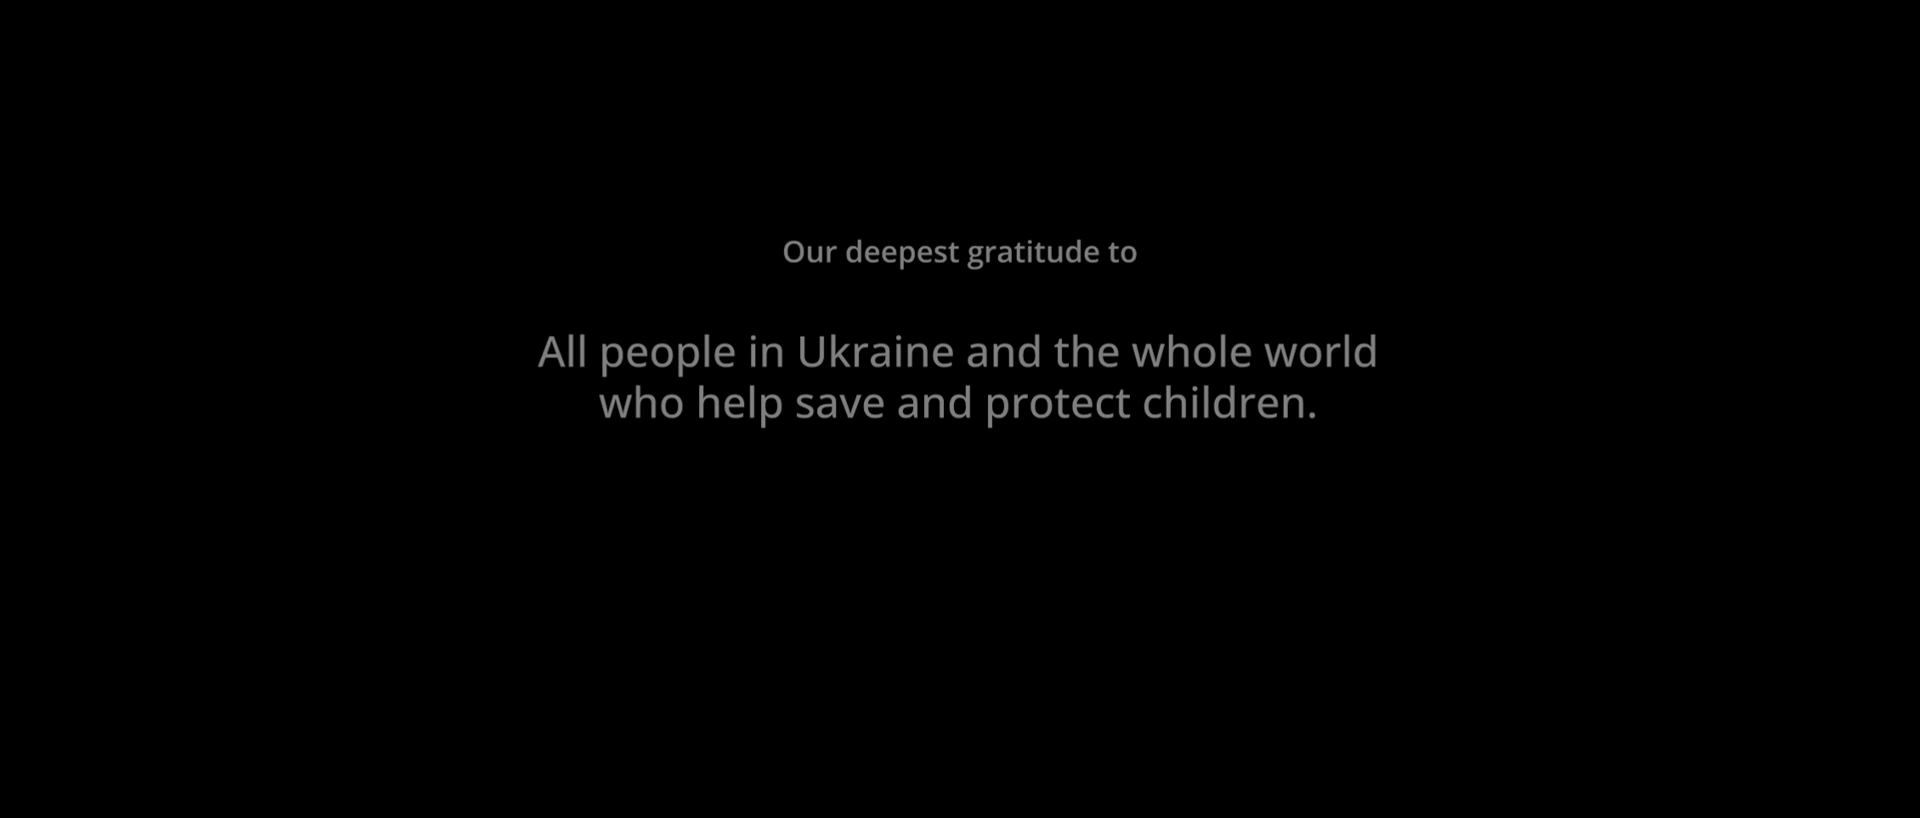 Our deepest gratitude to
All people in Ukraine and the whole world
who help save and protect children.